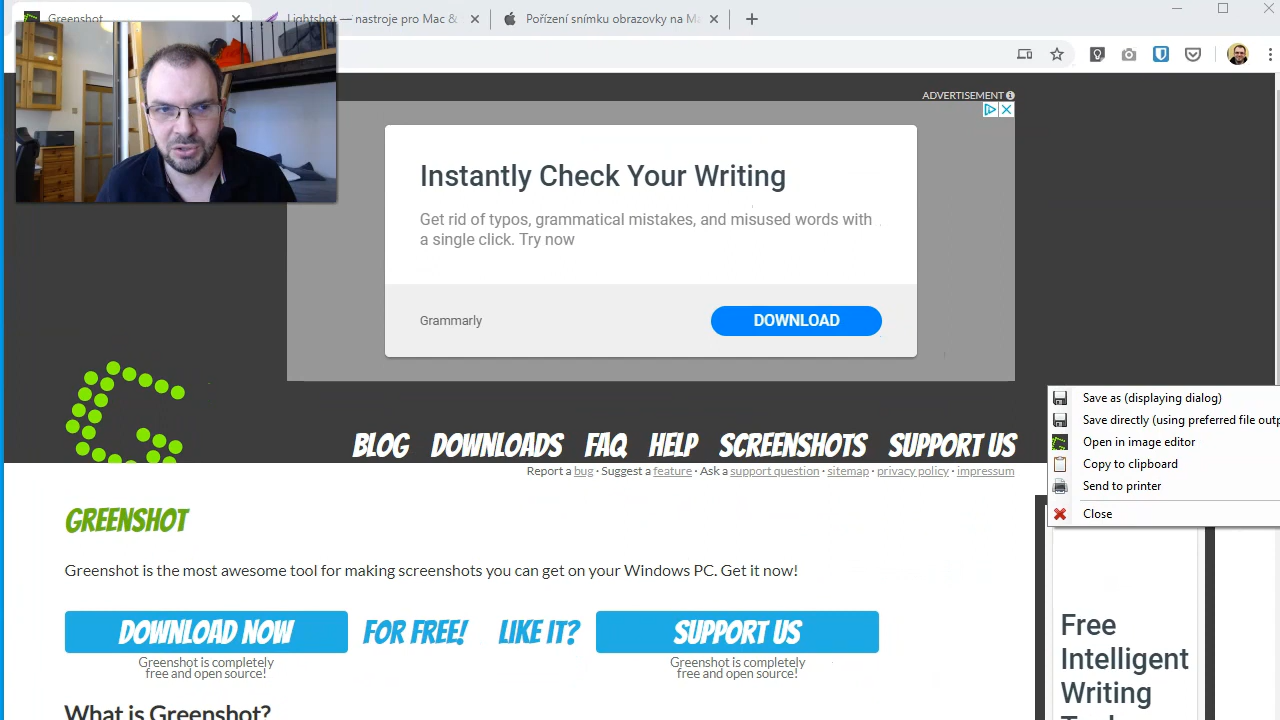 Greenshot
Lightshot — nastroje pro Mac &
Pořízení snímku obrazovky na Ma
ADVERTISEMENT
Instantly Check Your Writing
Get rid of typos, grammatical mistakes, and misused words with
a single click. Try now
Grammarly
DOWNLOAD
BLOG DOWNLOADS FAQ HELP SCREENSHOTS SUPPORT US
Report a bug · Suggest a feature · Ask a support question · sitemap · privacy policy · impressum
Save as (displaying dialog)
Save directly (using preferred file outp
Open in image editor
Copy to clipboard
Send to printer
Close
GREENSHOT
Greenshot is the most awesome tool for making screenshots you can get on your Windows PC. Get it now!
DOWNLOAD NOW FOR FREE! LIKE IT? SUPPORT US
Greenshot is completely
free and open source!
Greenshot is completely
free and open source!
What is Greenshot?
Free
Intelligent
Writing